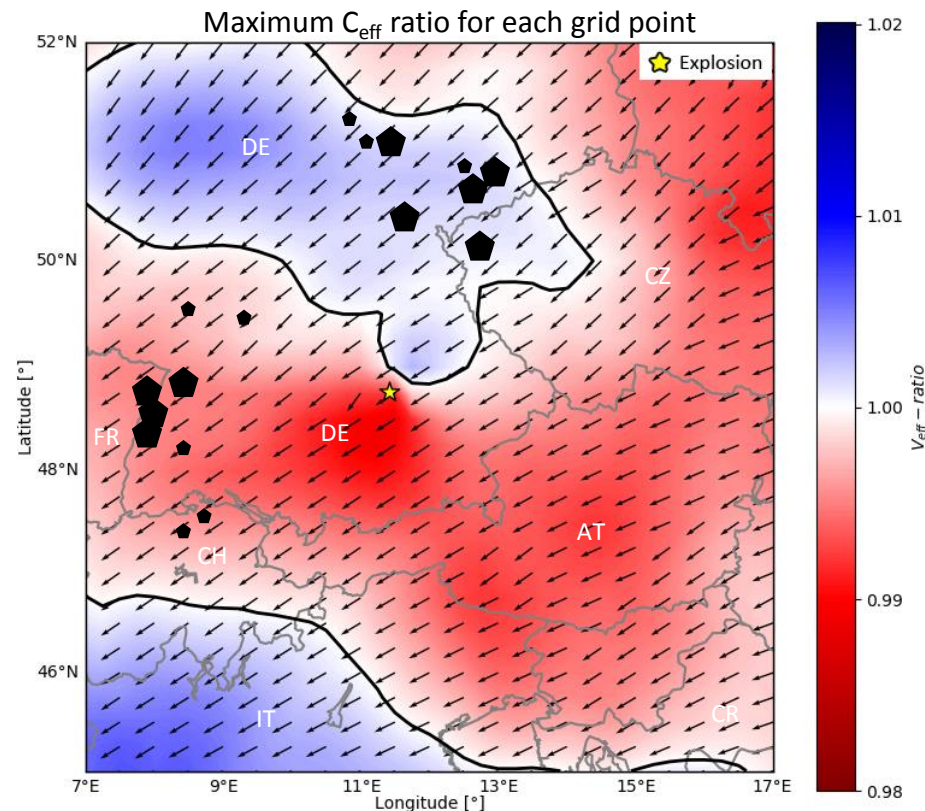 Maximum C_eff ratio for each grid point
Explosion
52°N
50°N
48°N
46°N
Latitude [°]
DE
CZ
FR
DE
AT
CH
IT
CR
7°E
9°E
11°E
13°E
15°E
17°E
Longitude [°]
1.02
1.01
1.00
0.99
0.98
V_eff − ratio